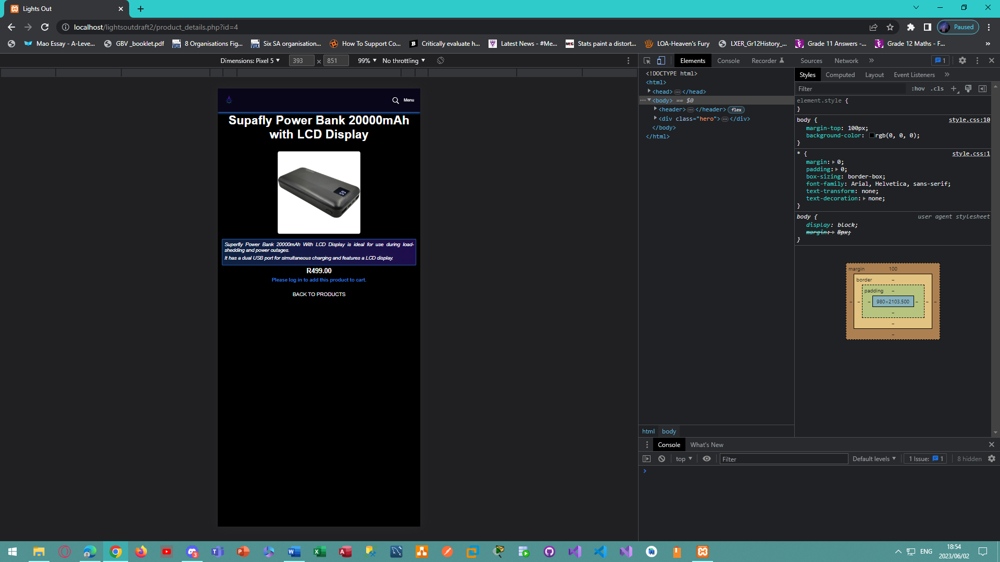 Lights Out
localhost/lightsoutdraft2/product_details.php?id=4
Paused
Mao Essay - A-Leve...
GBV _booklet.pdf
8 Organisations Fig...
Six SA organisation...
How To Support Co...
Critically evaluate h...
Latest News - #Me...
Stats paint a distort...
LOA-Heaven's Fury
LXER_Gr12History_...
Grade 11 Answers -...
Grade 12 Maths - F...
»
Dimensions: Pixel 5
393 × 851
99%
No throttling
Elements
Console
Recorder
Sources
Network
»
1
<!DOCTYPE html>
<html>
<head> ... </head>
<body> == $0
<header> ... </header> flex
<div class="hero"> ... </div>
</body>
</html>
Styles
Computed
Layout
Event Listeners
»
Filter
:hov .cls +
element.style {
}
body { style.css:10
margin-top: 100px;
background-color: rgb(0, 0, 0);
}
* { style.css:1
margin: 0;
padding: 0;
box-sizing: border-box;
font-family: Arial, Helvetica, sans-serif;
text-transform: none;
text-decoration: none;
}
body { user agent stylesheet
display: block;
margin: 8px;
}
margin 100
border –
padding –
980×2103.500
Menu
Supafly Power Bank 20000mAh
with LCD Display
59
Superfly Power Bank 20000mAh With LCD Display is ideal for use during load-
shedding and power outages.
It has a dual USB port for simultaneous charging and features a LCD display.
R499.00
Please log in to add this product to cart.
BACK TO PRODUCTS
html body
Console
What's New
top
Filter
Default levels
1 Issue: 1
8 hidden
3
ENG
18:54
2023/06/02